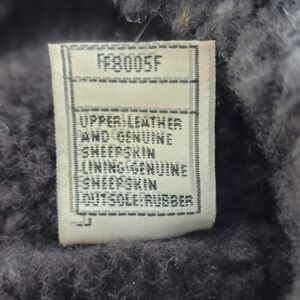 F8005F
UPPER:LEATHER
AND GENUINE
SHEEPSKIN
LINING:GENUINE
SHEEPSKIN
OUTSOLE:RUBBER